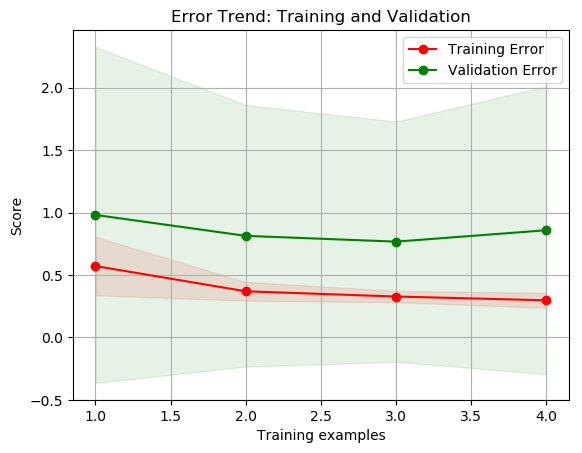 Error Trend: Training and Validation
Training Error
Validation Error
Score
2.0
1.5
1.0
0.5
0.0
−0.5
1.0 1.5 2.0 2.5 3.0 3.5 4.0
Training examples